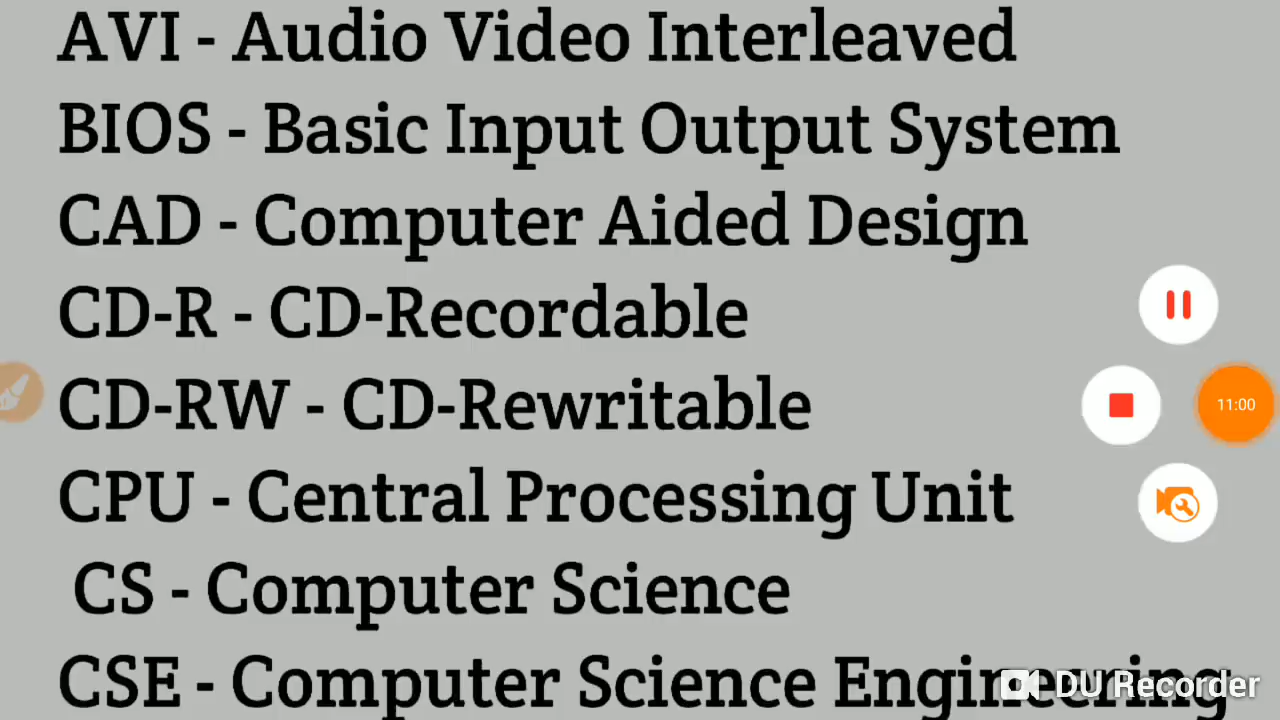 AVI - Audio Video Interleaved
BIOS - Basic Input Output System
CAD - Computer Aided Design
CD-R - CD-Recordable
CD-RW - CD-Rewritable
11:00
CPU - Central Processing Unit
CS - Computer Science
CSE - Computer Science Engineering
DU Recorder